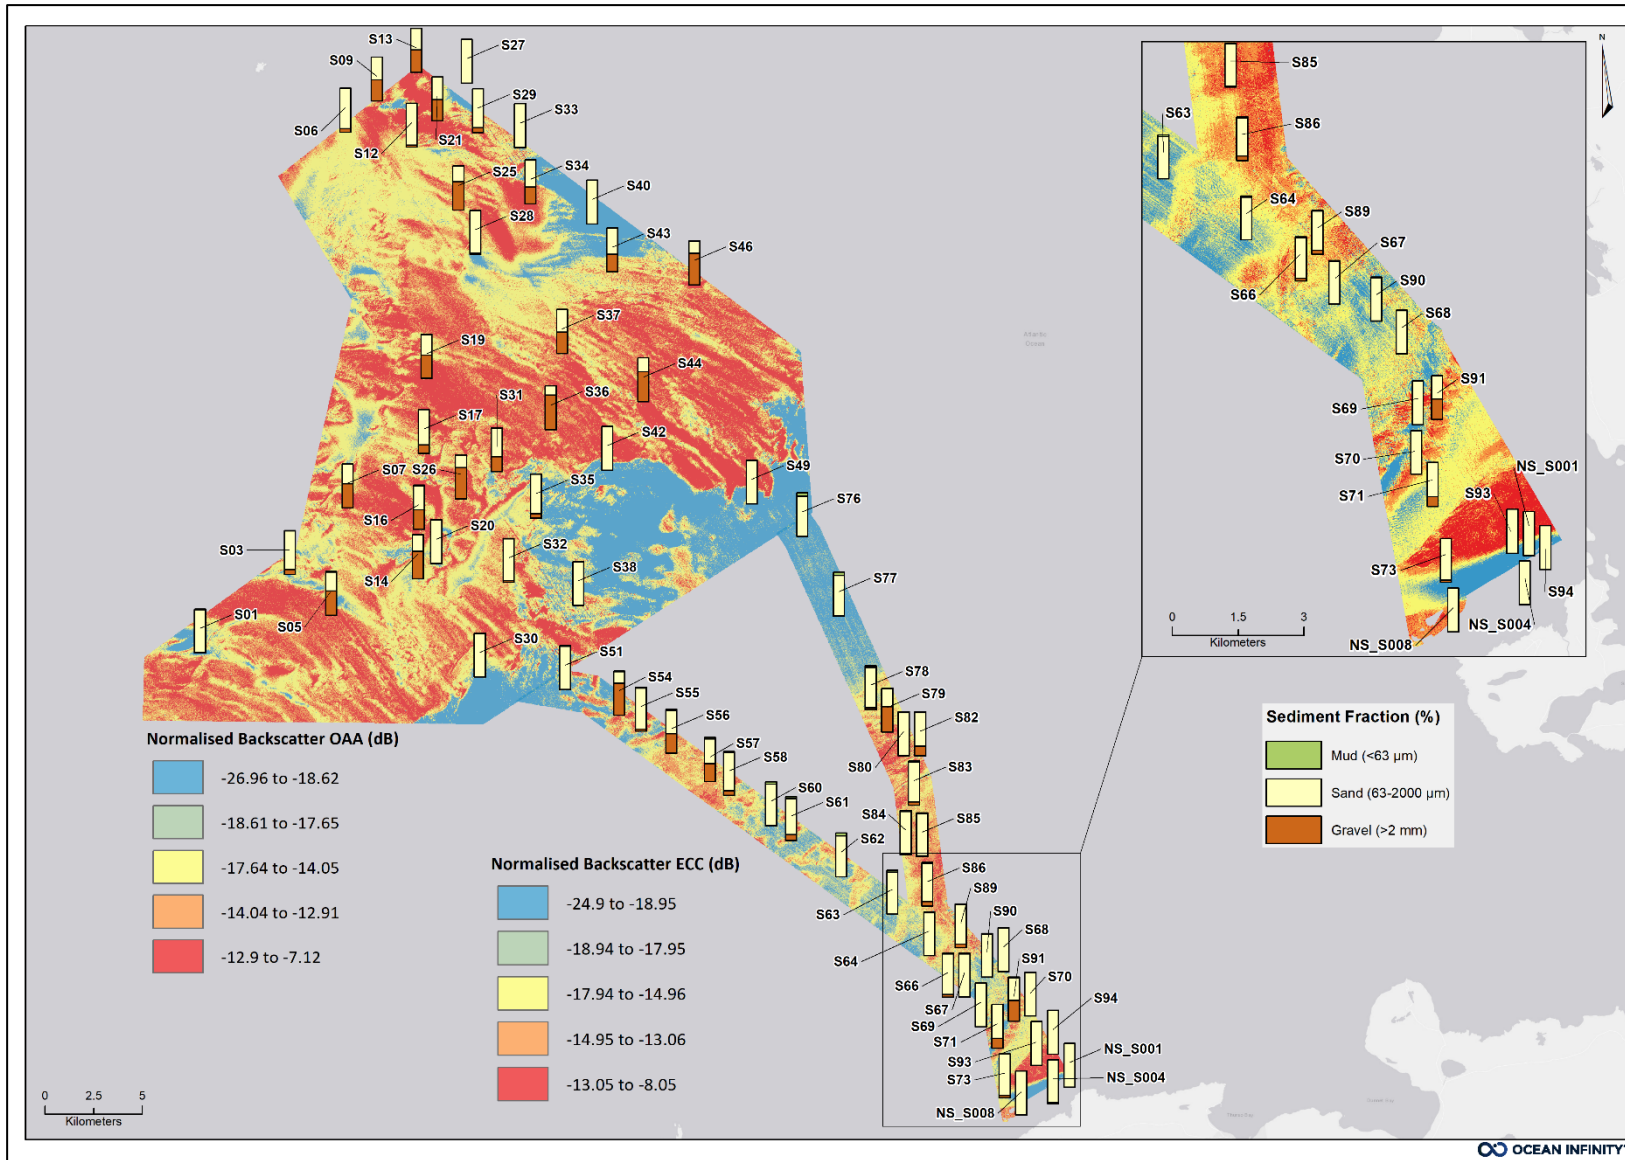 S13
S27
S09
S29
S33
S06
S12
S21
S34
S25
S40
S28
S43
S46
S37
S19
S44
S31
S36
S17
S42
S07
S26
S49
S35
S76
S16
S20
S03
S32
S14
S38
S77
S01
S05
S30
S51
S54
S78
S55
S79
S56
S82
S57
S58
S80
S83
S60
S61
S84
S85
S62
S86
S89
S63
S90
S68
S64
S91
S70
S66
S67
S94
S69
S71
S93
NS_S001
S73
NS_S004
NS_S008
Atlantic
Ocean
N
S85
S63
S86
S64
S89
S67
S66
S90
S68
S91
S69
S70
NS_S001
S93
S71
S73
S94
NS_S004
NS_S008
0 1.5 3
Kilometers
Normalised Backscatter OAA (dB)
-26.96 to -18.62
-18.61 to -17.65
-17.64 to -14.05
-14.04 to -12.91
-12.9 to -7.12
Normalised Backscatter ECC (dB)
-24.9 to -18.95
-18.94 to -17.95
-17.94 to -14.96
-14.95 to -13.06
-13.05 to -8.05
Sediment Fraction (%)
Mud (<63 µm)
Sand (63-2000 µm)
Gravel (>2 mm)
0 2.5 5
Kilometers
OCEAN INFINITY